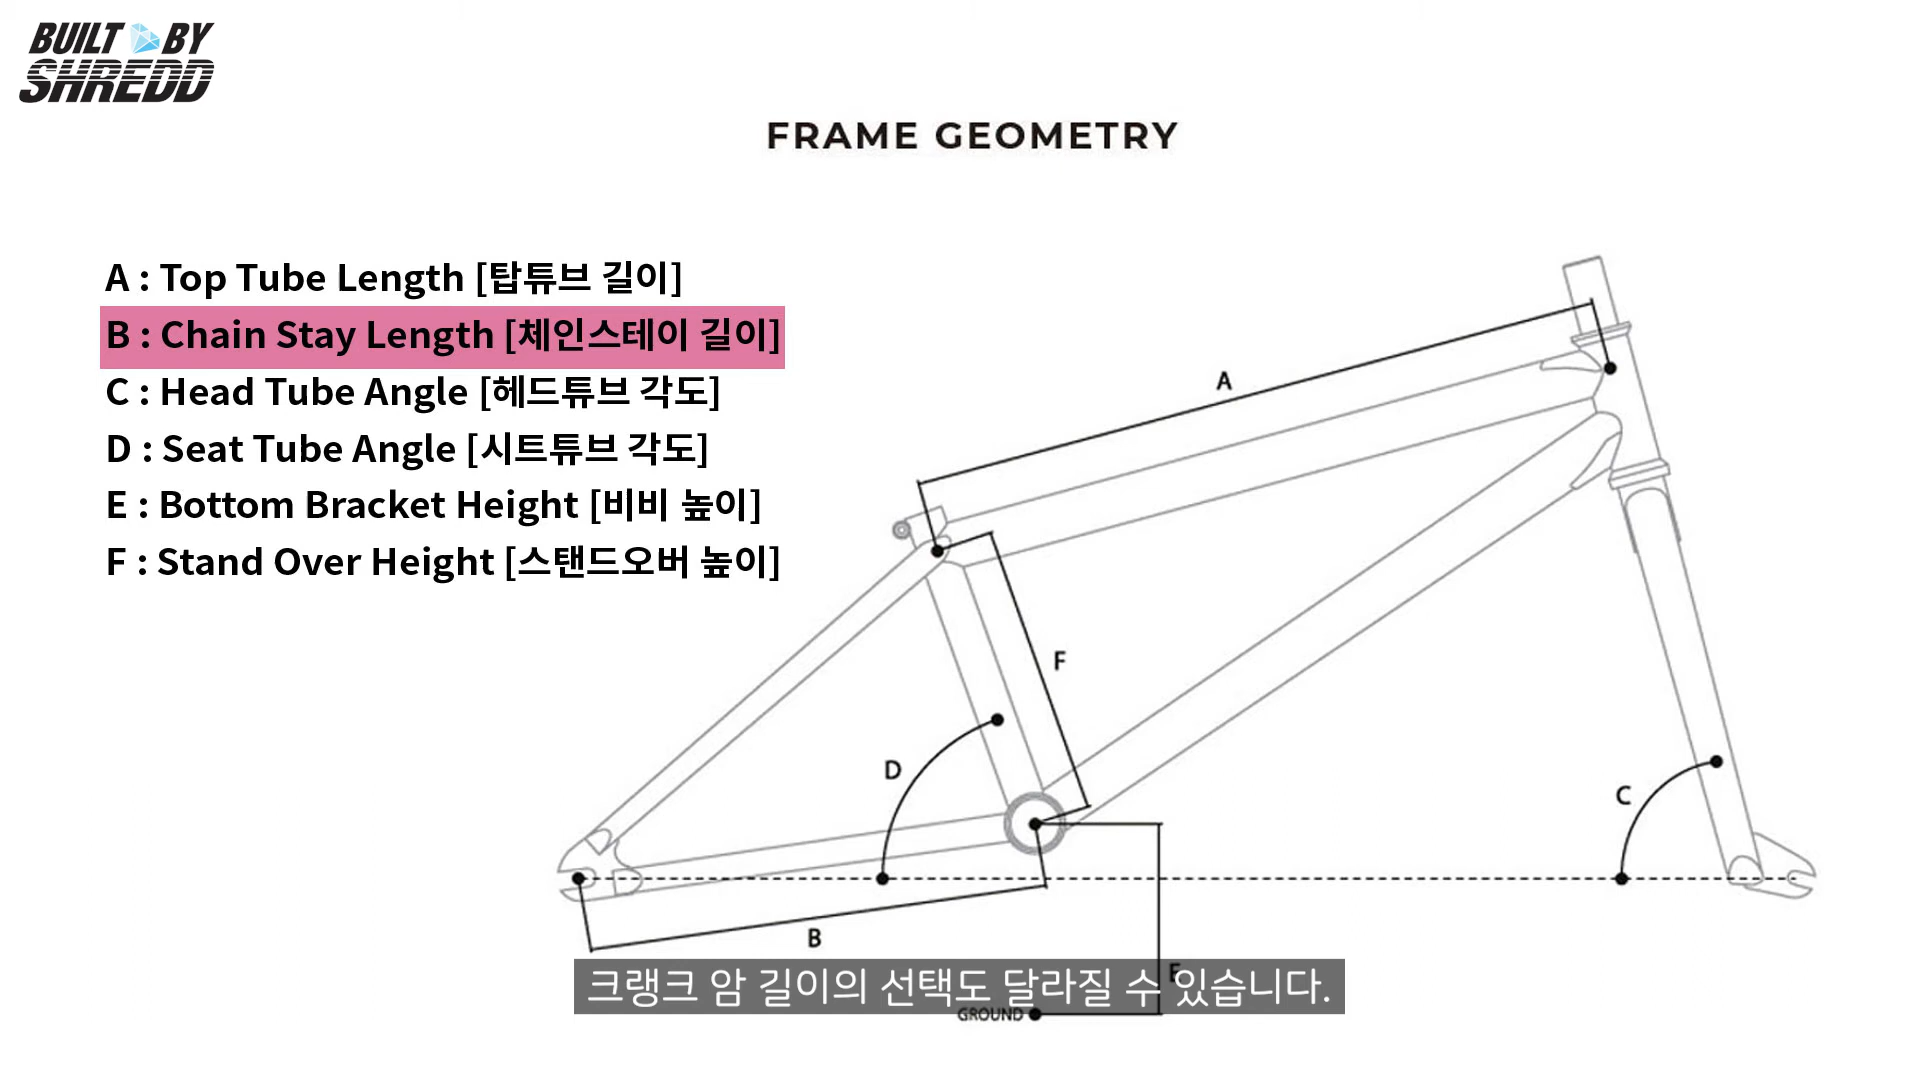 BUILT BY
SHREDD
FRAME GEOMETRY
A : Top Tube Length [탑튜브 길이]
B : Chain Stay Length [체인스테이 길이]
C : Head Tube Angle [헤드튜브 각도]
D : Seat Tube Angle [시트튜브 각도]
E : Bottom Bracket Height [비비 높이]
F : Stand Over Height [스탠드오버 높이]
A
F
D
C
B
E
크랭크 암 길이의 선택도 달라질 수 있습니다.
GROUND